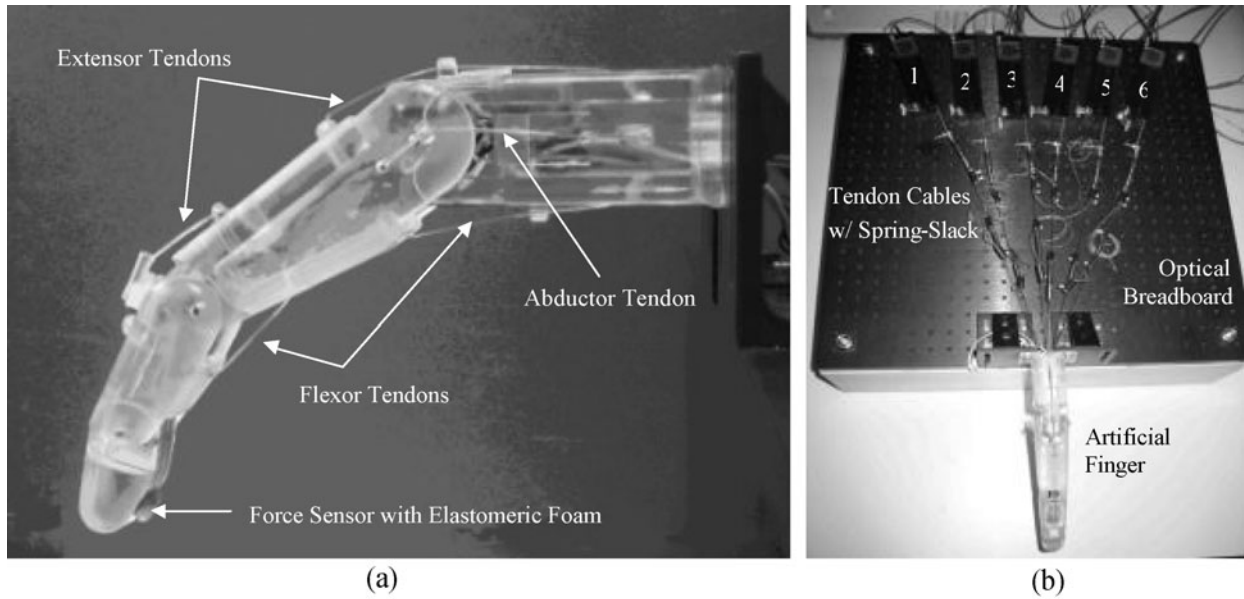 Extensor Tendons
Abductor Tendon
Flexor Tendons
Force Sensor with Elastomeric Foam
(a)
1 2 3 4 5 6
Tendon Cables
w/ Spring-Slack
Optical
Breadboard
Artificial
Finger
(b)